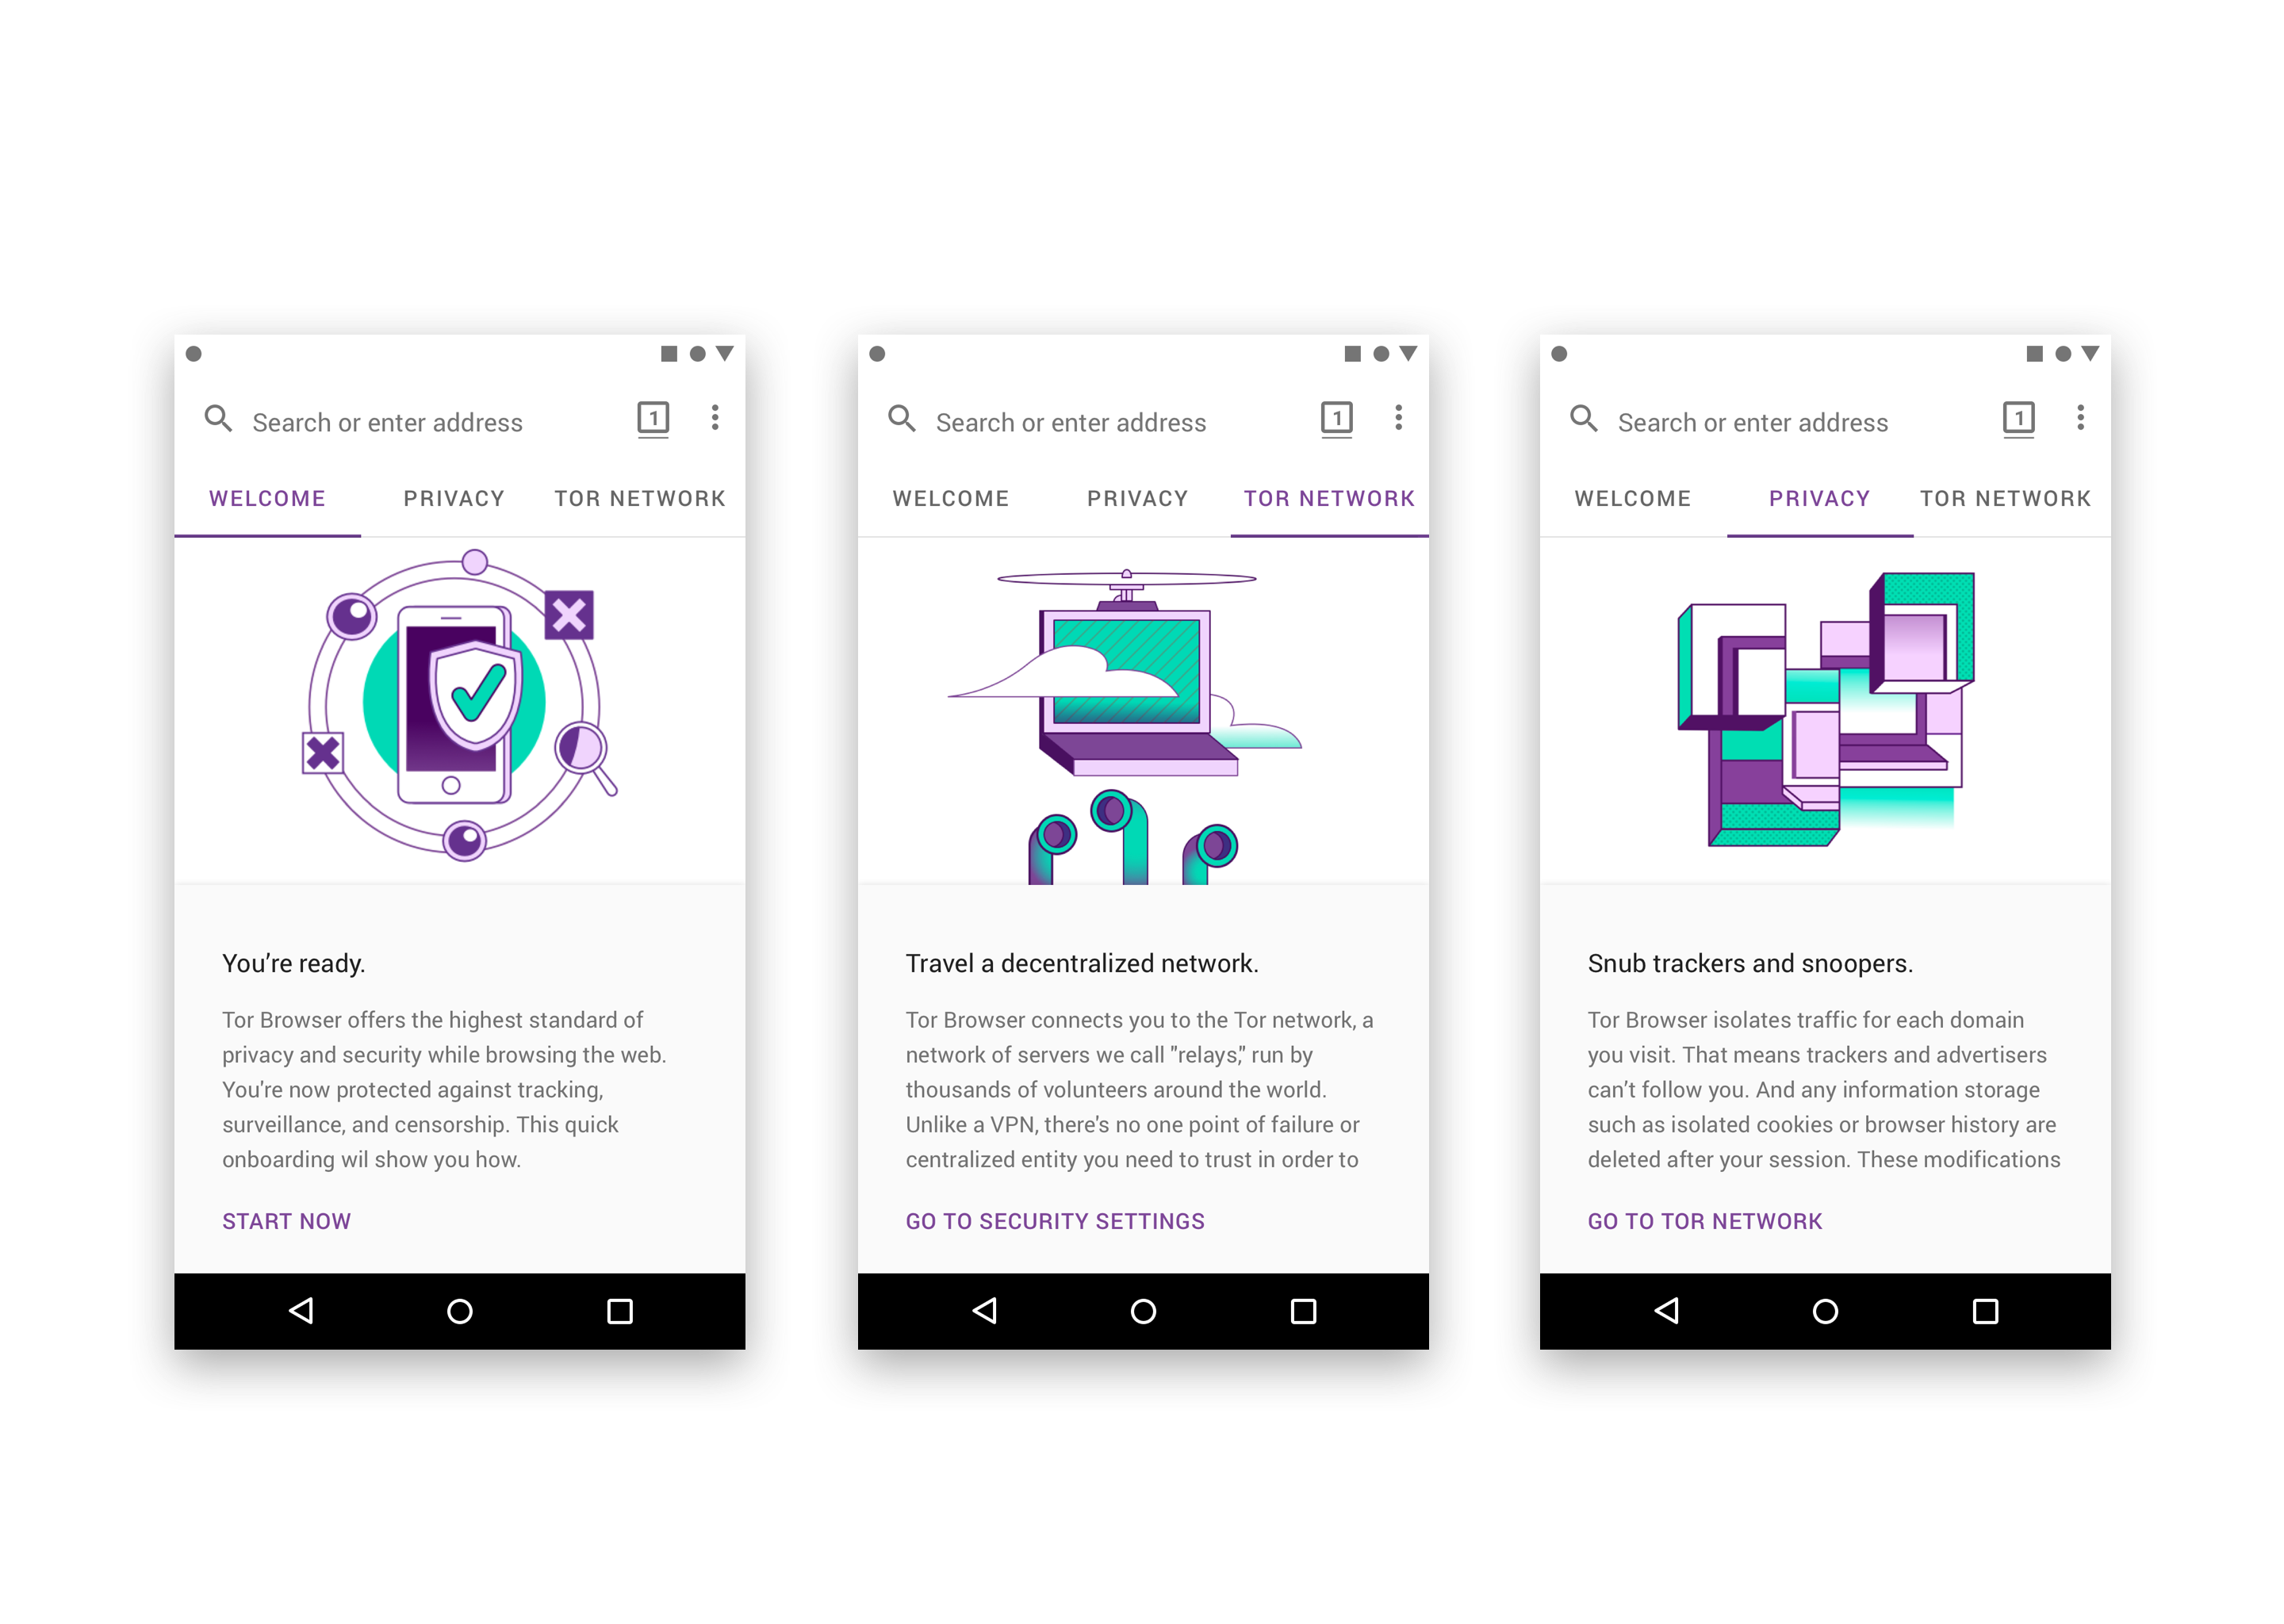 Search or enter address 1
WELCOME PRIVACY TOR NETWORK
You’re ready.
Tor Browser offers the highest standard of
privacy and security while browsing the web.
You're now protected against tracking,
surveillance, and censorship. This quick
onboarding wil show you how.
START NOW
Search or enter address 1
WELCOME PRIVACY TOR NETWORK
Travel a decentralized network.
Tor Browser connects you to the Tor network, a
network of servers we call "relays," run by
thousands of volunteers around the world.
Unlike a VPN, there's no one point of failure or
centralized entity you need to trust in order to
GO TO SECURITY SETTINGS
Search or enter address 1
WELCOME PRIVACY TOR NETWORK
Snub trackers and snoopers.
Tor Browser isolates traffic for each domain
you visit. That means trackers and advertisers
can’t follow you. And any information storage
such as isolated cookies or browser history are
deleted after your session. These modifications
GO TO TOR NETWORK